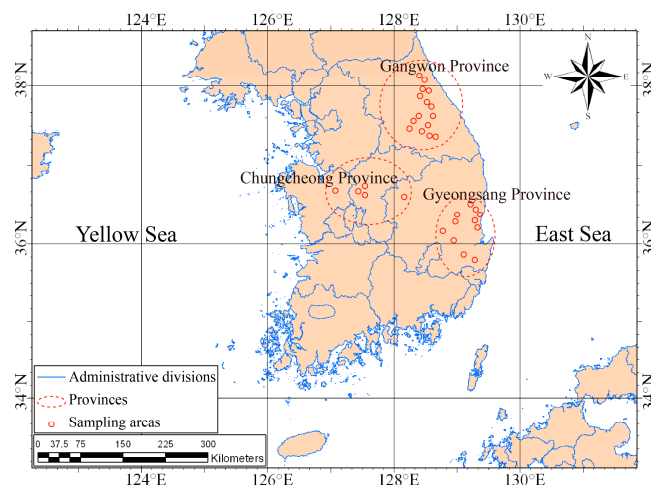 124°E 126°E 128°E 130°E
N
W E
S
38°N 38°N
Gangwon Province
Chungcheong Province
Gyeongsang Province
36°N 36°N
Yellow Sea
East Sea
34°N 34°N
Administrative divisions
Provinces
Sampling arcas
0 37.5 75 150 225 300
Kilometers
124°E 126°E 128°E 130°E